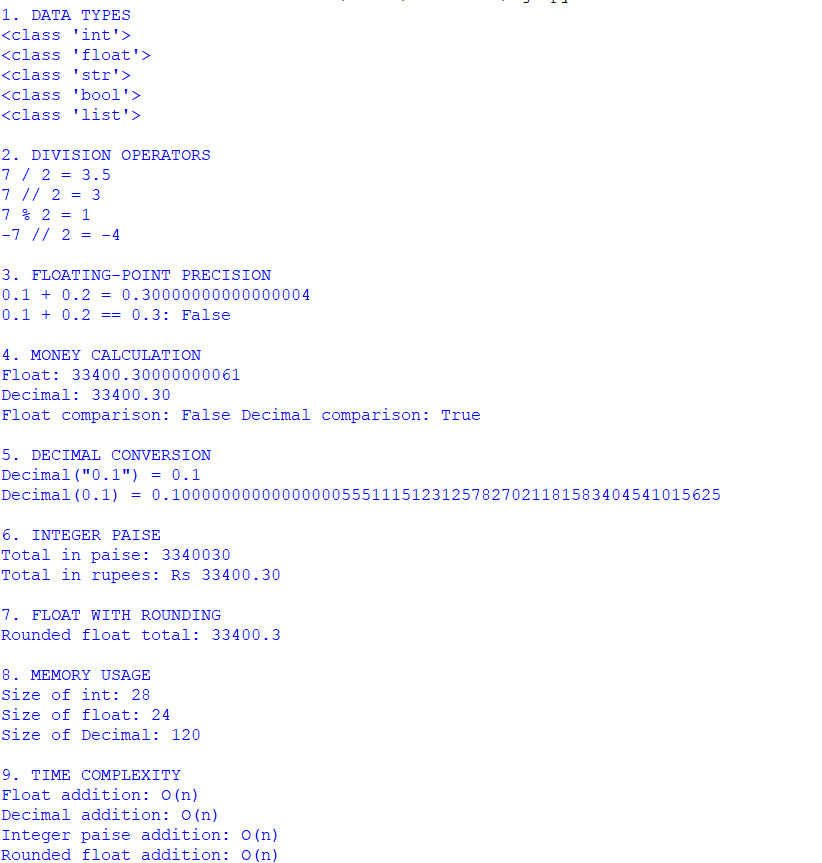 1. DATA TYPES
<class 'int'>
<class 'float'>
<class 'str'>
<class 'bool'>
<class 'list'>
2. DIVISION OPERATORS
7 / 2 = 3.5
7 // 2 = 3
7 % 2 = 1
-7 // 2 = -4
3. FLOATING-POINT PRECISION
0.1 + 0.2 = 0.30000000000000004
0.1 + 0.2 == 0.3: False
4. MONEY CALCULATION
Float: 33400.30000000061
Decimal: 33400.30
Float comparison: False Decimal comparison: True
5. DECIMAL CONVERSION
Decimal("0.1") = 0.1
Decimal(0.1) = 0.1000000000000000055511151231257827021181583404541015625
6. INTEGER PAISE
Total in paise: 3340030
Total in rupees: Rs 33400.30
7. FLOAT WITH ROUNDING
Rounded float total: 33400.3
8. MEMORY USAGE
Size of int: 28
Size of float: 24
Size of Decimal: 120
9. TIME COMPLEXITY
Float addition: O(n)
Decimal addition: O(n)
Integer paise addition: O(n)
Rounded float addition: O(n)